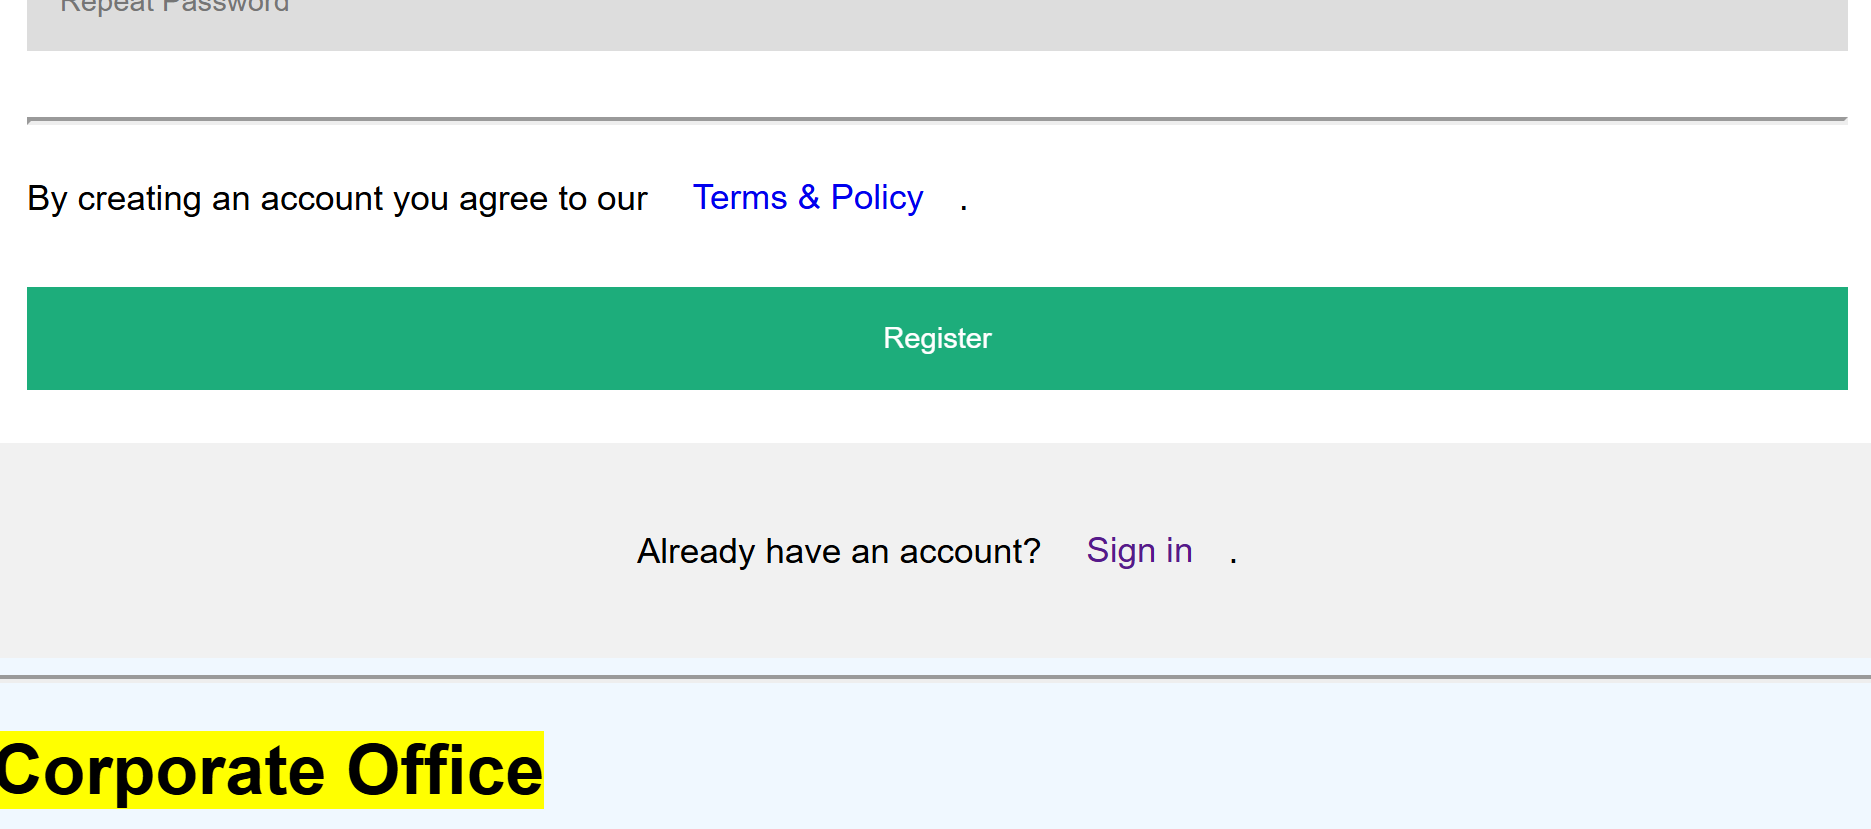 Repeat Password
By creating an account you agree to our Terms & Policy .
Register
Already have an account? Sign in .
Corporate Office